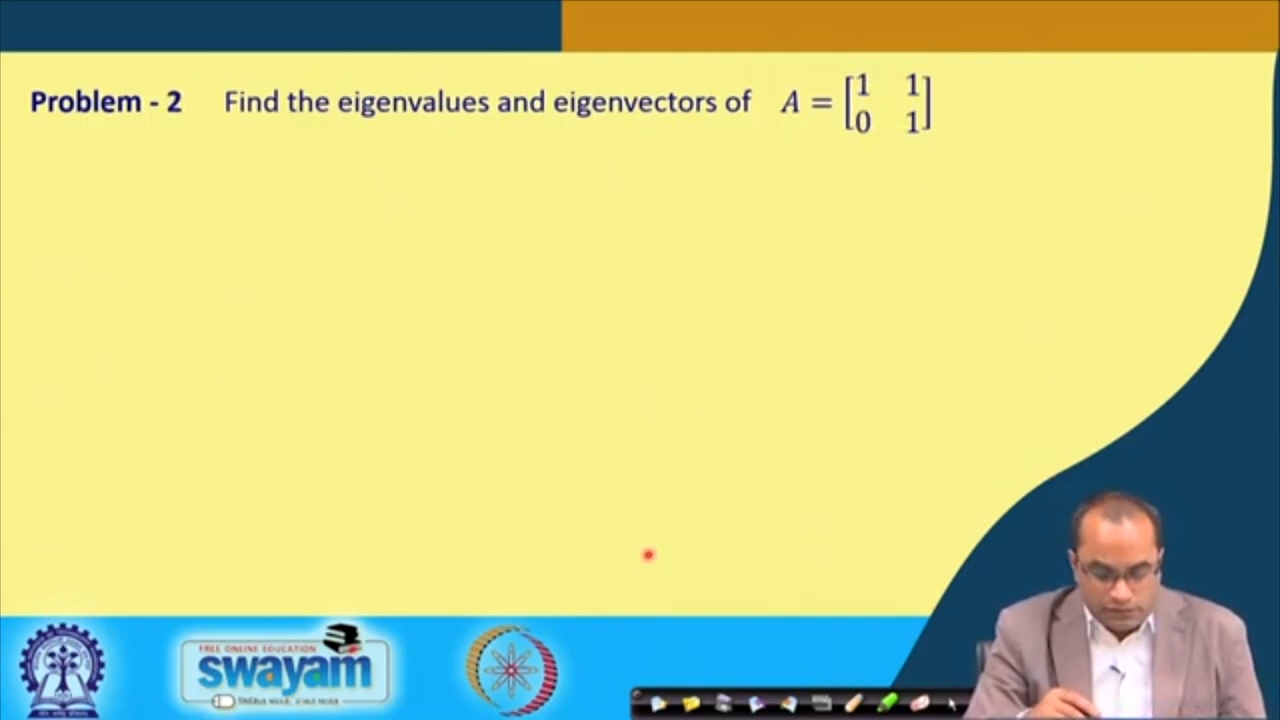 Problem - 2 Find the eigenvalues and eigenvectors of A = [1 1
0 1]
FREE ONLINE EDUCATION
swayam